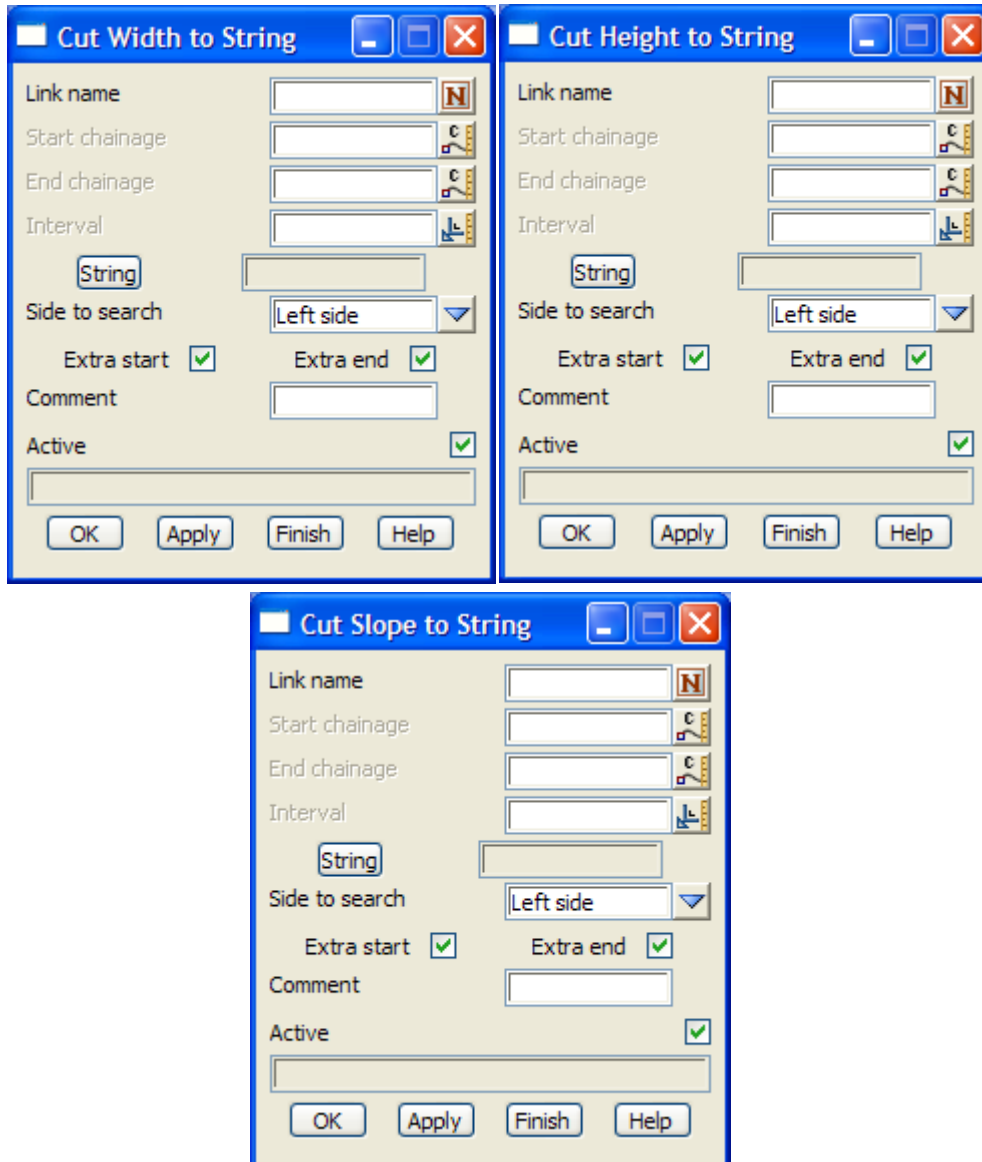 Cut Width to String
Link name
N
Start chainage
C
End chainage
C
Interval
String
Side to search Left side
Extra start Extra end
Comment
Active
OK Apply Finish Help
Cut Height to String
Link name
N
Start chainage
C
End chainage
C
Interval
String
Side to search Left side
Extra start Extra end
Comment
Active
OK Apply Finish Help
Cut Slope to String
Link name
N
Start chainage
C
End chainage
C
Interval
String
Side to search Left side
Extra start Extra end
Comment
Active
OK Apply Finish Help